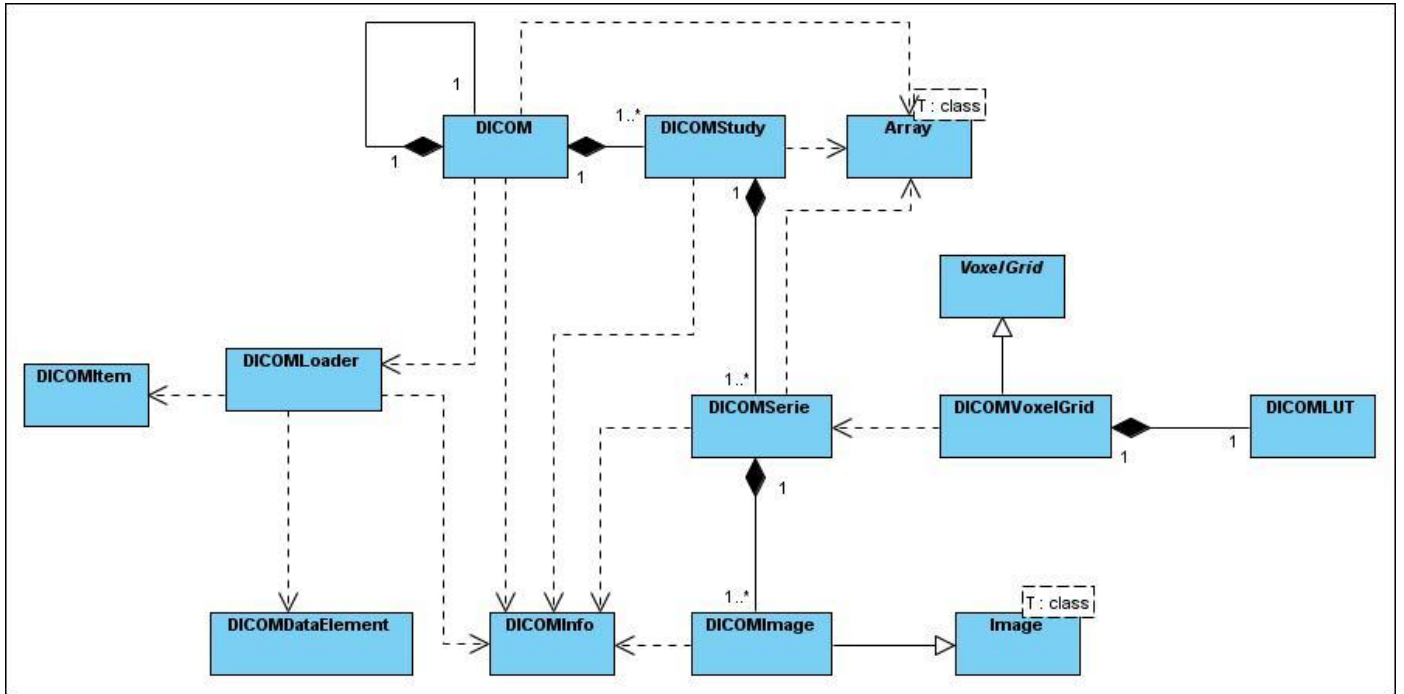 1
T : class
DICOM
1..*
DICOMStudy
Array
1
1
1
VoxelGrid
DICOMItem
DICOMLoader
1..*
DICOMSerie
DICOMVoxelGrid
DICOMLUT
1
1
1
1..*
T : class
DICOMDataElement
DICOMInfo
DICOMImage
Image